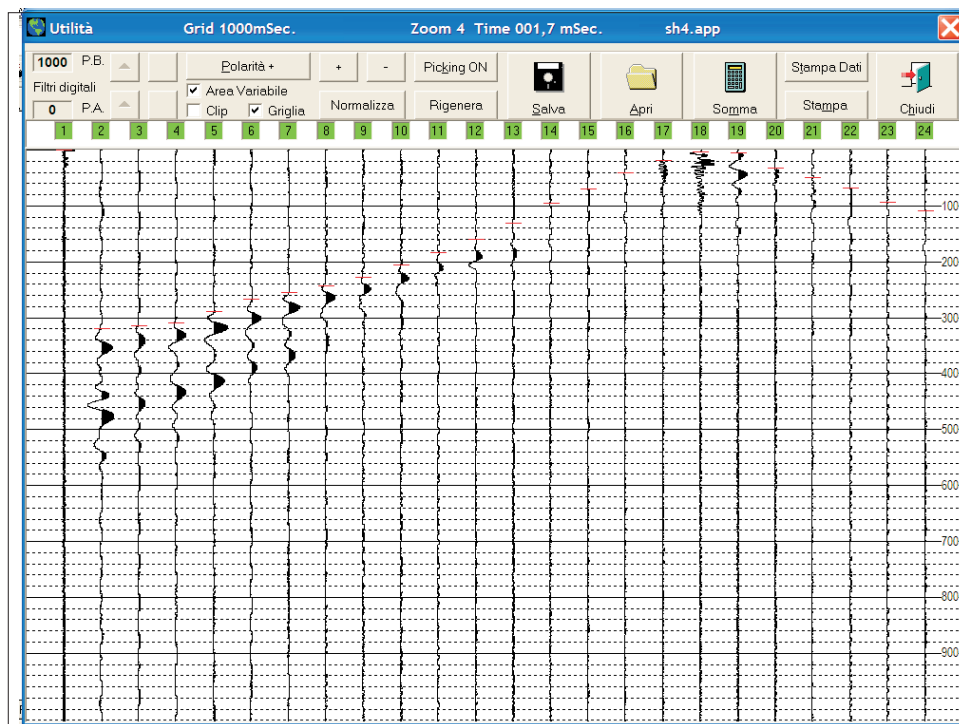 Utilità Grid 1000mSec. Zoom 4 Time 001,7 mSec. sh4.app
1000 P.B. Polarità + + - Picking ON Stampa Dati
Filtri digitali Area Variabile
0 P.A. Clip Griglia Normalizza Rigenera Salva Apri Somma Stampa Chiudi
1 2 3 4 5 6 7 8 9 10 11 12 13 14 15 16 17 18 19 20 21 22 23 24
100
200
300
400
500
600
700
800
900